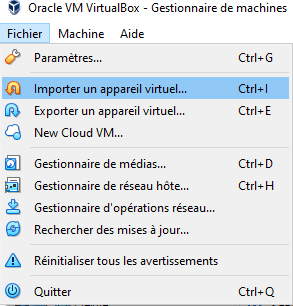 Oracle VM VirtualBox - Gestionnaire de machines
Fichier Machine Aide
Paramètres... Ctrl+G
Importer un appareil virtuel... Ctrl+I
Exporter un appareil virtuel... Ctrl+E
New Cloud VM...
Gestionnaire de médias... Ctrl+D
Gestionnaire de réseau hôte... Ctrl+H
Gestionnaire d'opérations réseau...
Rechercher des mises à jour...
Réinitialiser tous les avertissements
Quitter Ctrl+Q